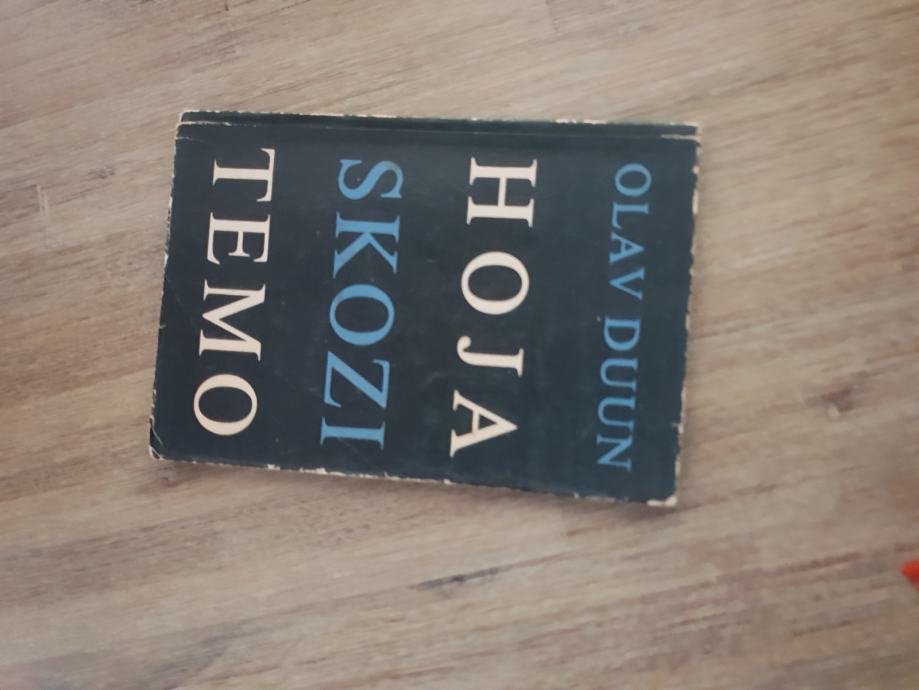 OLAV DUUN
HOJA
SKOZI
TEMO